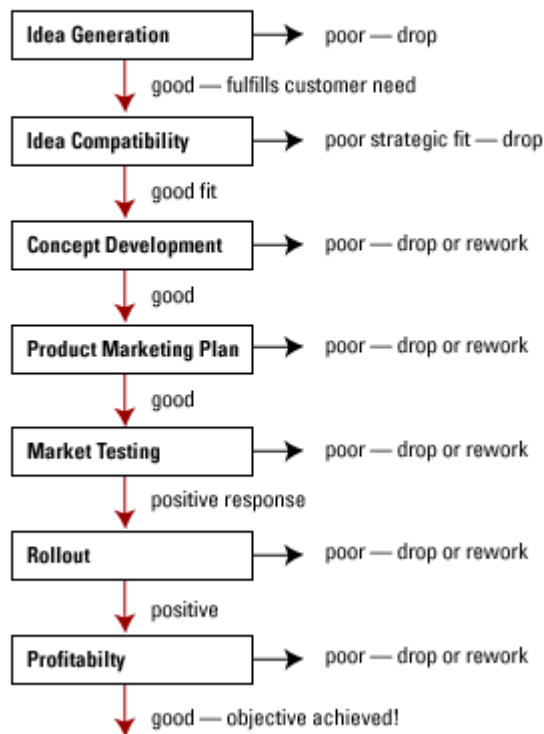 Idea Generation
poor — drop
good — fulfills customer need
Idea Compatibility
poor strategic fit — drop
good fit
Concept Development
poor — drop or rework
good
Product Marketing Plan
poor — drop or rework
good
Market Testing
poor — drop or rework
positive response
Rollout
poor — drop or rework
positive
Profitabilty
poor — drop or rework
good — objective achieved!